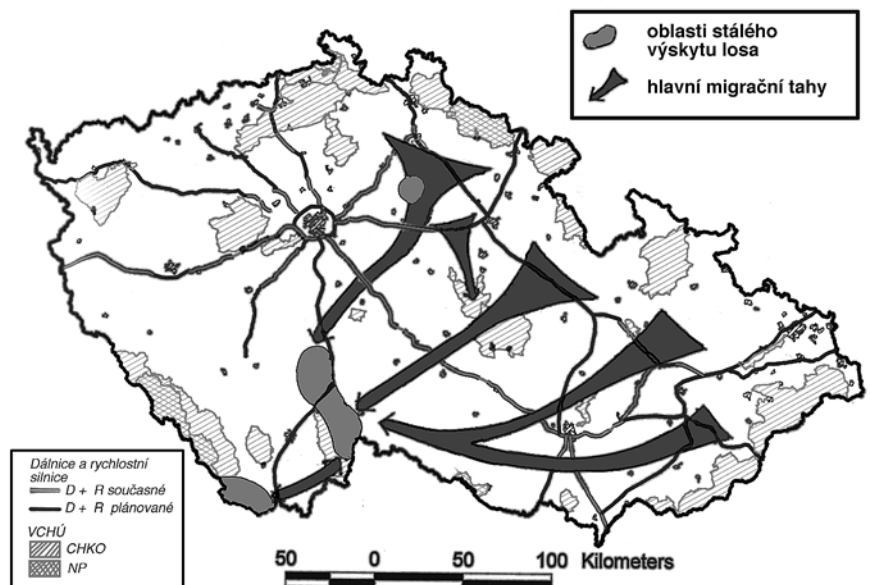 oblasti stálého
výskytu losa
hlavní migrační tahy
Dálnice a rychlostní
silnice
D + R současné
D + R plánované
VCHÚ
CHKO
NP
50 0 50 100 Kilometers